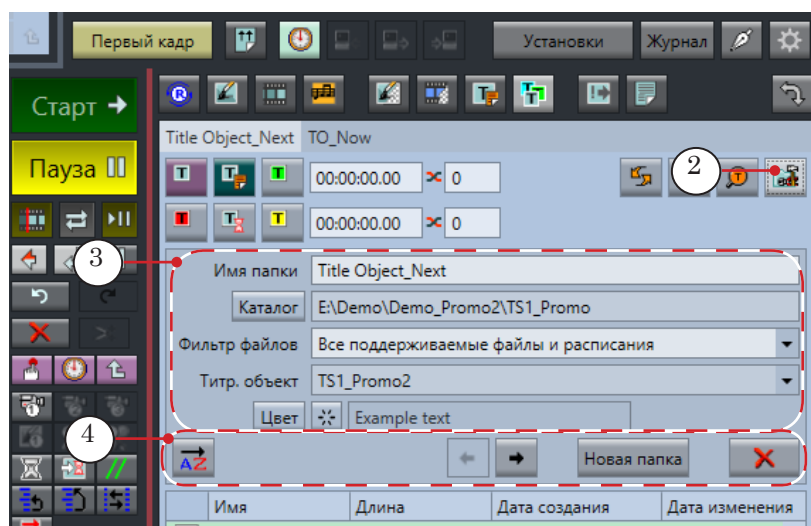 Первый кадр
Установки
Журнал
Старт
Пауза
Title Object_Next TO_Now
00:00:00.00 0
2
00:00:00.00 0
3
Имя папки Title Object_Next
Каталог E:\Demo\Demo_Promo2\TS1_Promo
Фильтр файлов Все поддерживаемые файлы и расписания
Титр. объект TS1_Promo2
Цвет Example text
4
AZ
Новая папка
Имя Длина Дата создания Дата изменения